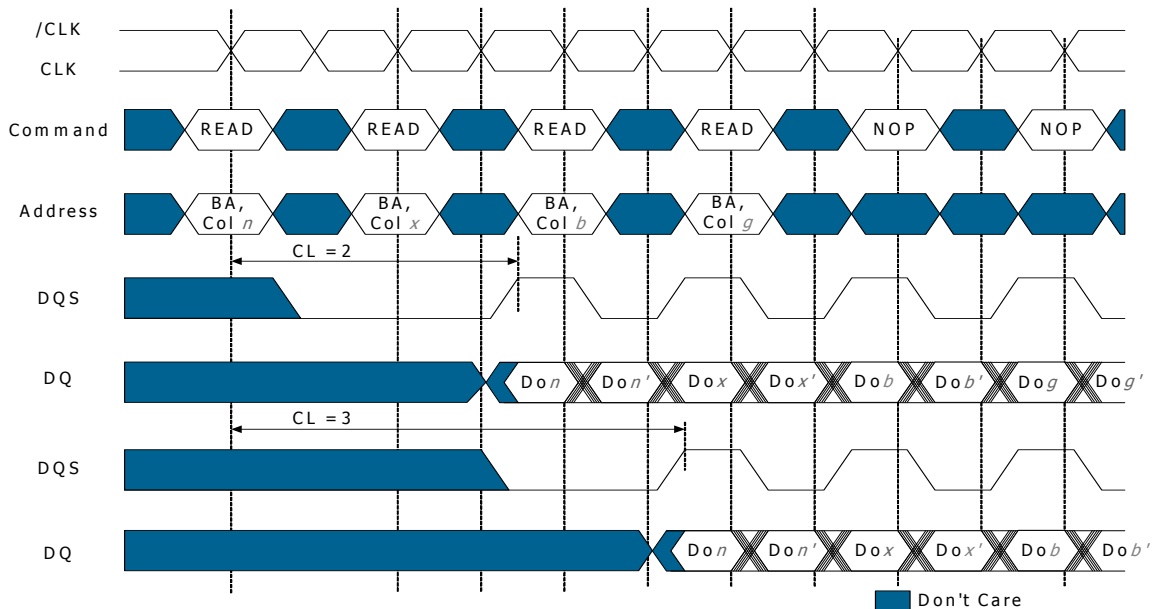 /CLK
CLK
Command READ READ READ READ NOP NOP
Address BA, Col n BA, Col x BA, Col b BA, Col g
CL = 2
DQS
DQ Do n Do n' Do x Do x' Do b Do b' Do g Do g'
CL = 3
DQS
DQ Do n Do n' Do x Do x' Do b Do b'
Don't Care